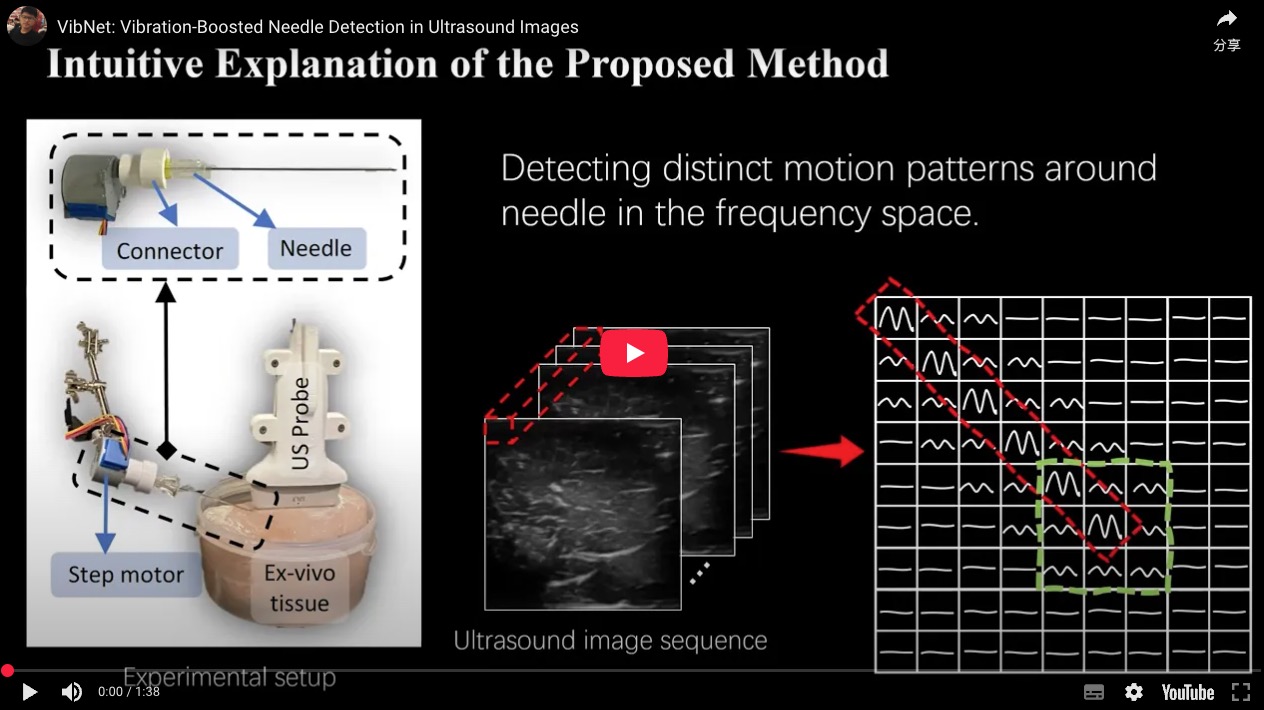 VibNet: Vibration-Boosted Needle Detection in Ultrasound Images
分享
Intuitive Explanation of the Proposed Method
Connector
Needle
US Probe
Step motor
Ex-vivo
tissue
Experimental setup
Detecting distinct motion patterns around
needle in the frequency space.
Ultrasound image sequence
0:00 / 1:38
YouTube